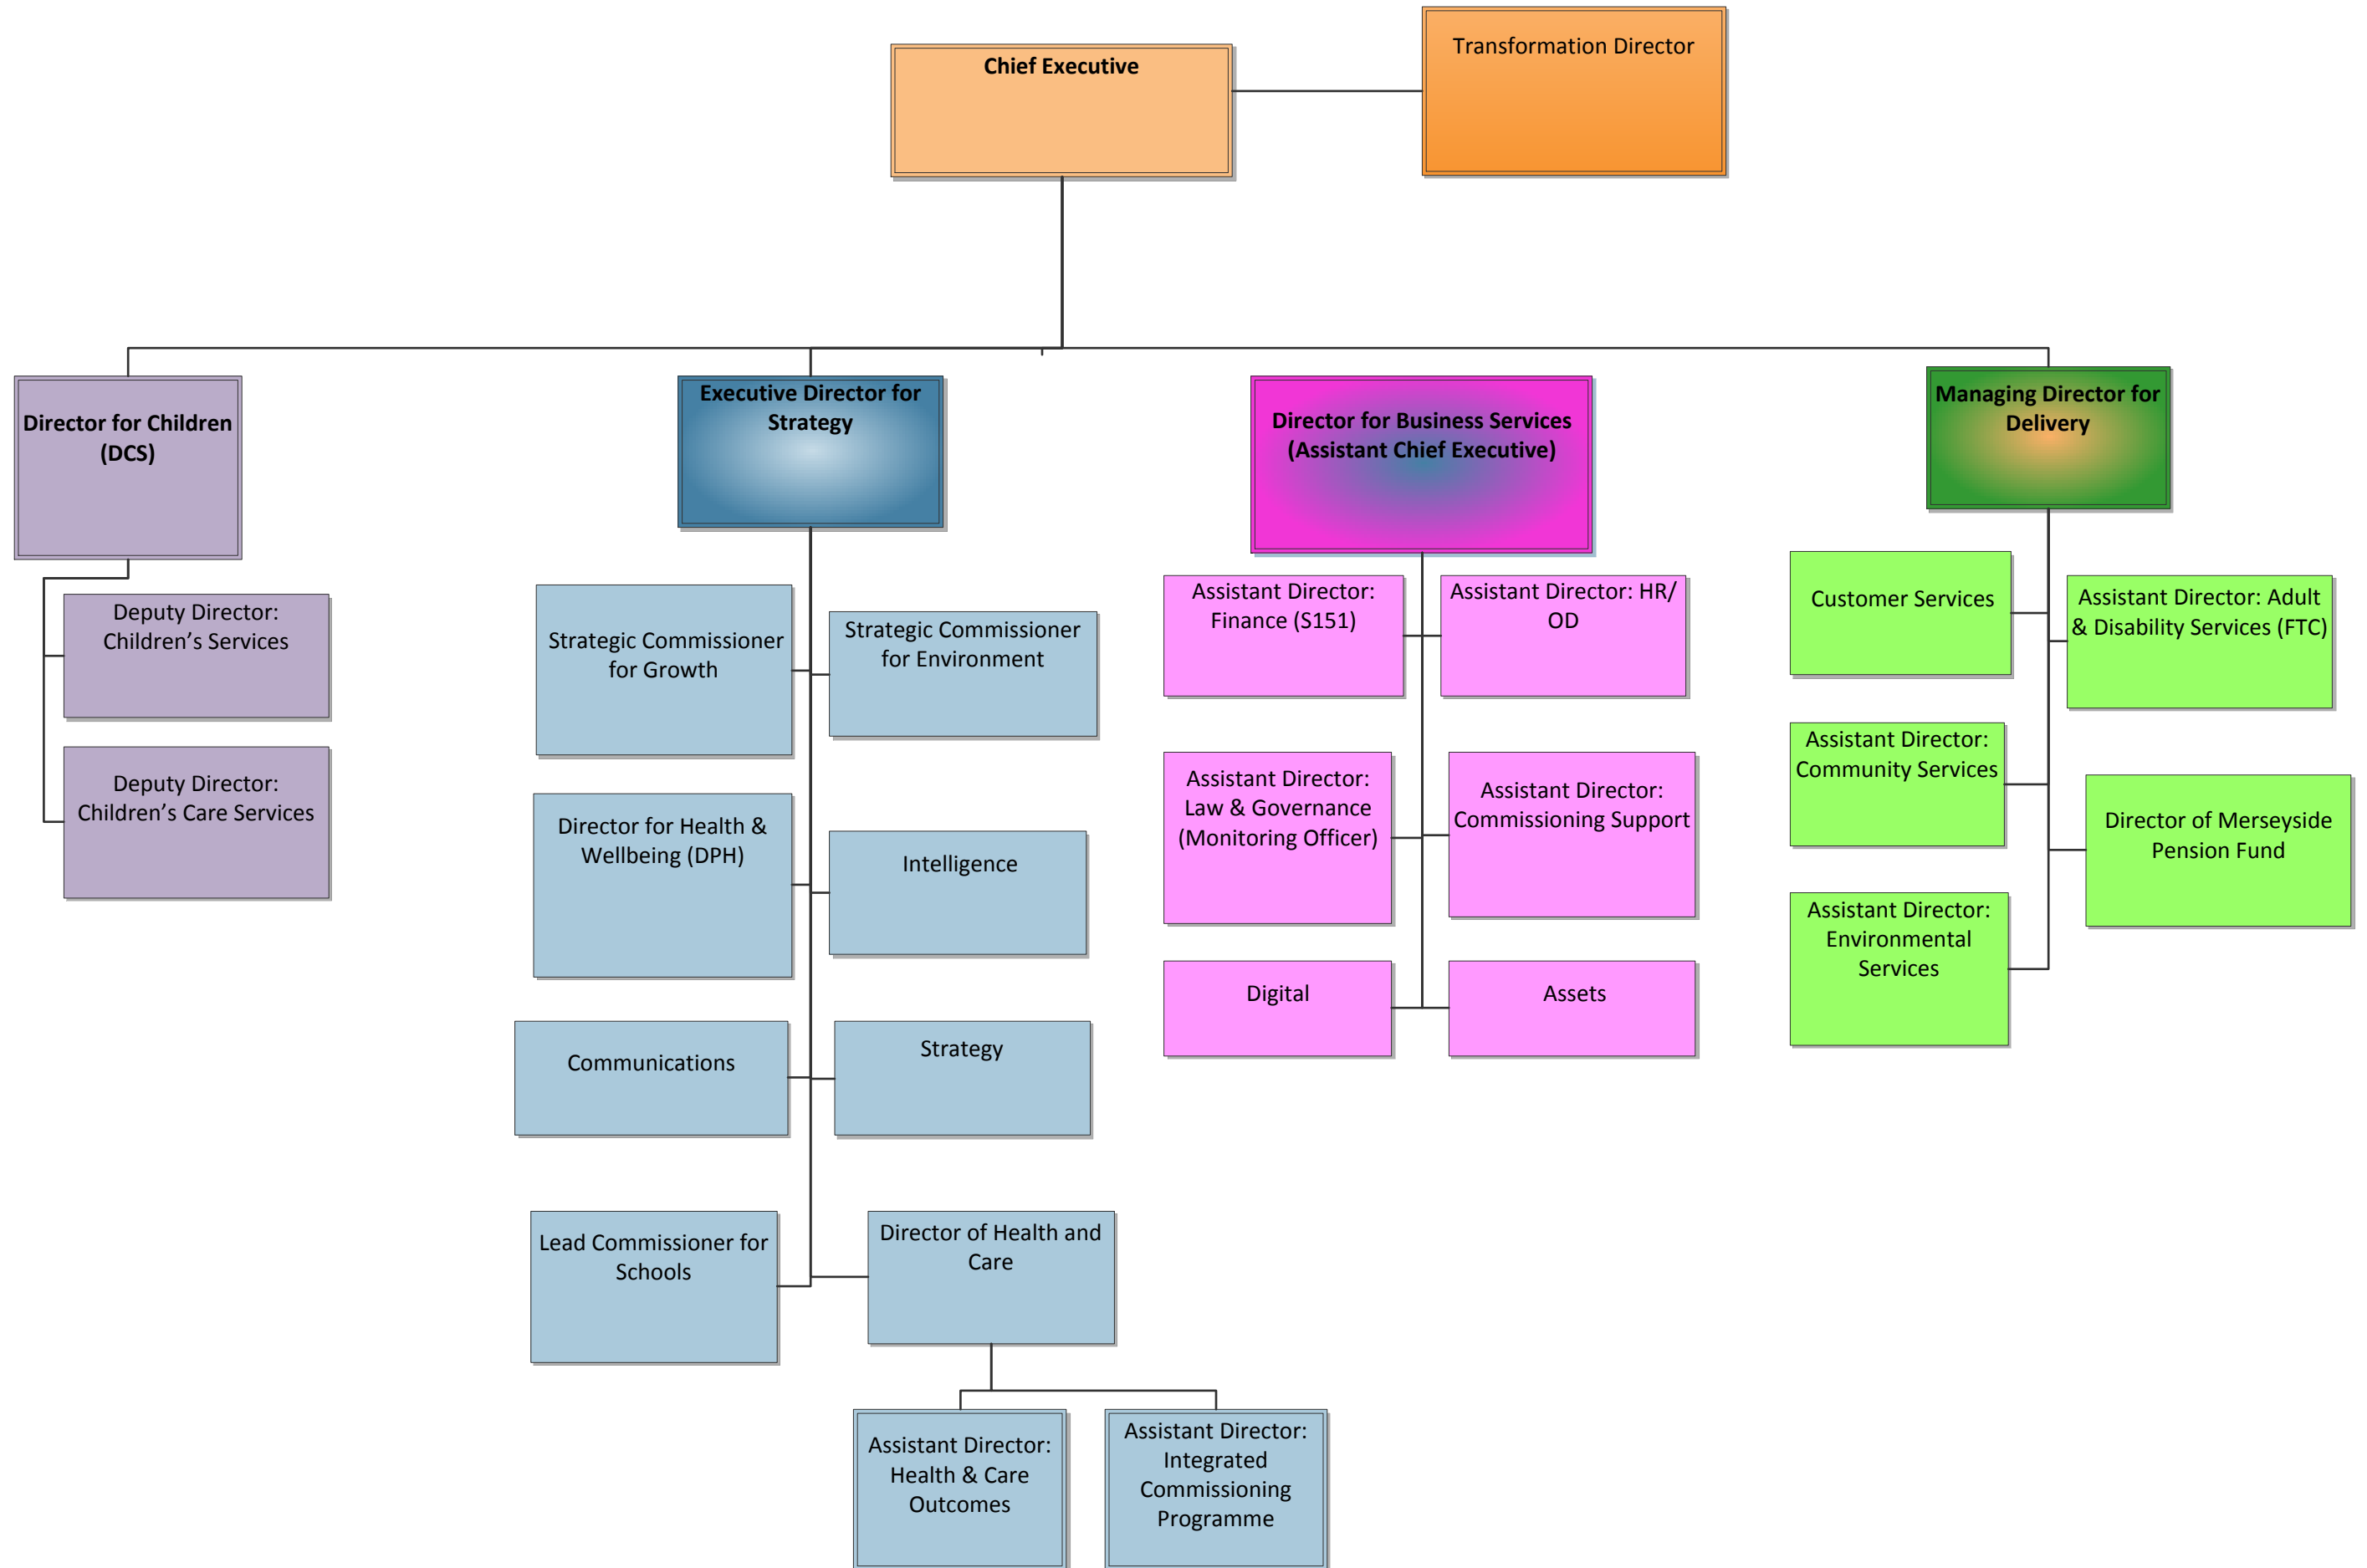 Chief Executive
Transformation Director
Director for Children
(DCS)
Executive Director for
Strategy
Director for Business Services
(Assistant Chief Executive)
Managing Director for
Delivery
Deputy Director:
Children’s Services
Deputy Director:
Children’s Care Services
Strategic Commissioner
for Growth
Strategic Commissioner
for Environment
Director for Health &
Wellbeing (DPH)
Intelligence
Communications
Strategy
Lead Commissioner for
Schools
Director of Health and
Care
Assistant Director:
Health & Care
Outcomes
Assistant Director:
Integrated
Commissioning
Programme
Assistant Director:
Finance (S151)
Assistant Director: HR/
OD
Assistant Director:
Law & Governance
(Monitoring Officer)
Assistant Director:
Commissioning Support
Digital
Assets
Customer Services
Assistant Director: Adult
& Disability Services (FTC)
Assistant Director:
Community Services
Director of Merseyside
Pension Fund
Assistant Director:
Environmental
Services